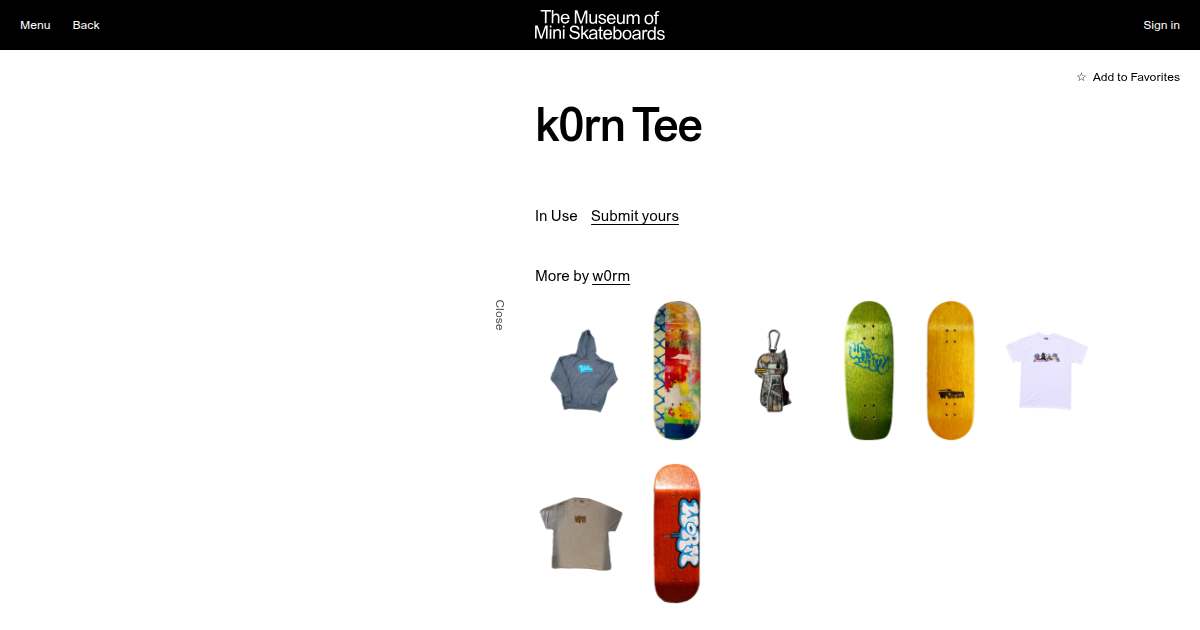 Menu
Back
The Museum of
Mini Skateboards
Sign in
☆ Add to Favorites
k0rn Tee
In Use
Submit yours
More by w0rm
Close